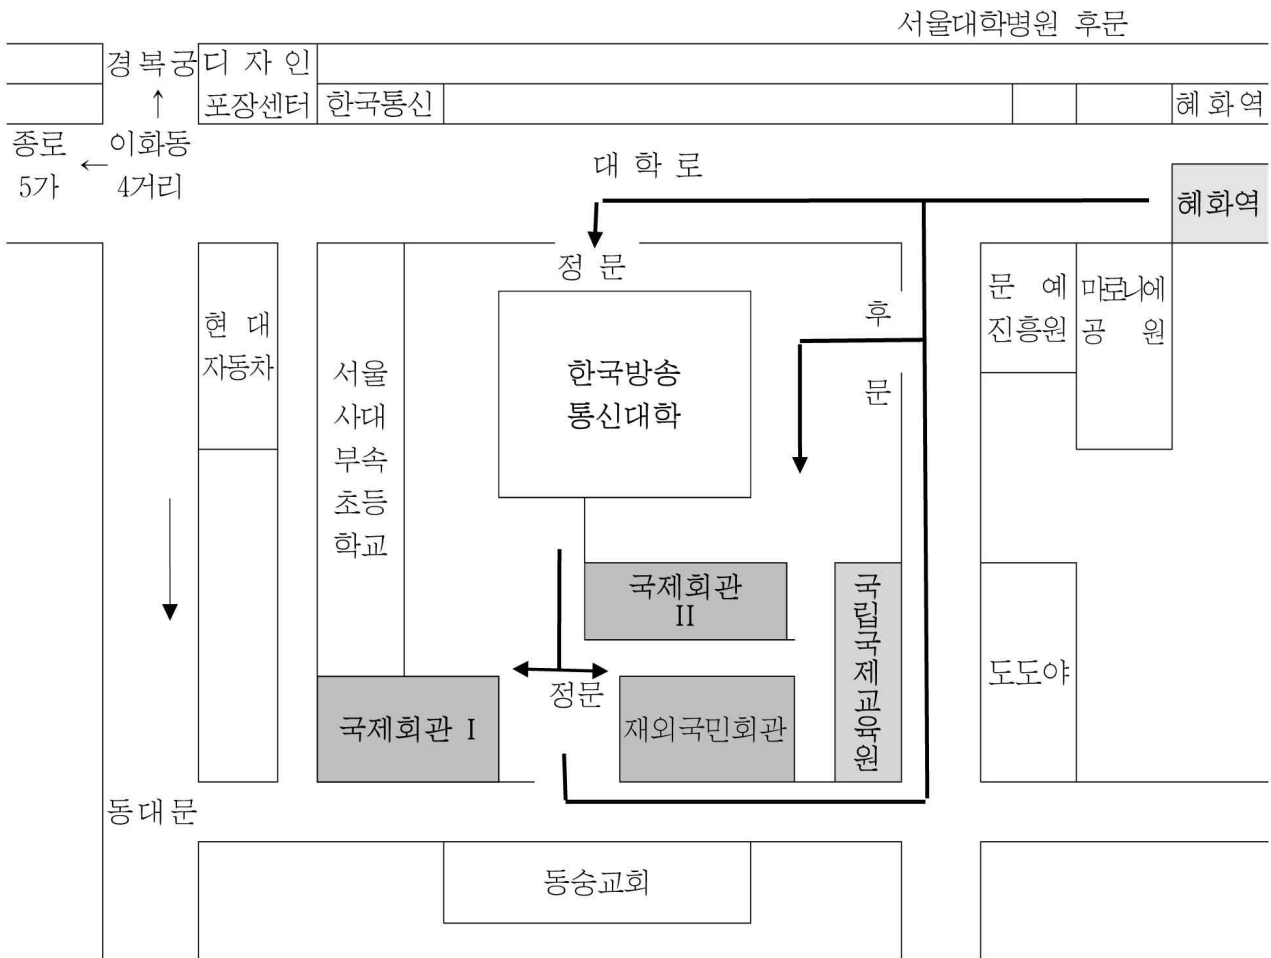 서울대학병원 후문
경복궁
디 자 인
포장센터
한국통신
혜화역
↑
종로
5가
←
이화동
4거리
대 학 로
혜화역
정 문
현 대
자동차
서울
사대
부속
초등
학교
한국방송
통신대학
후
문
문 예
진흥원
마로니에
공 원
국제회관
II
국립국제교육원
도도야
정문
국제회관 I
재외국민회관
동대문
동숭교회